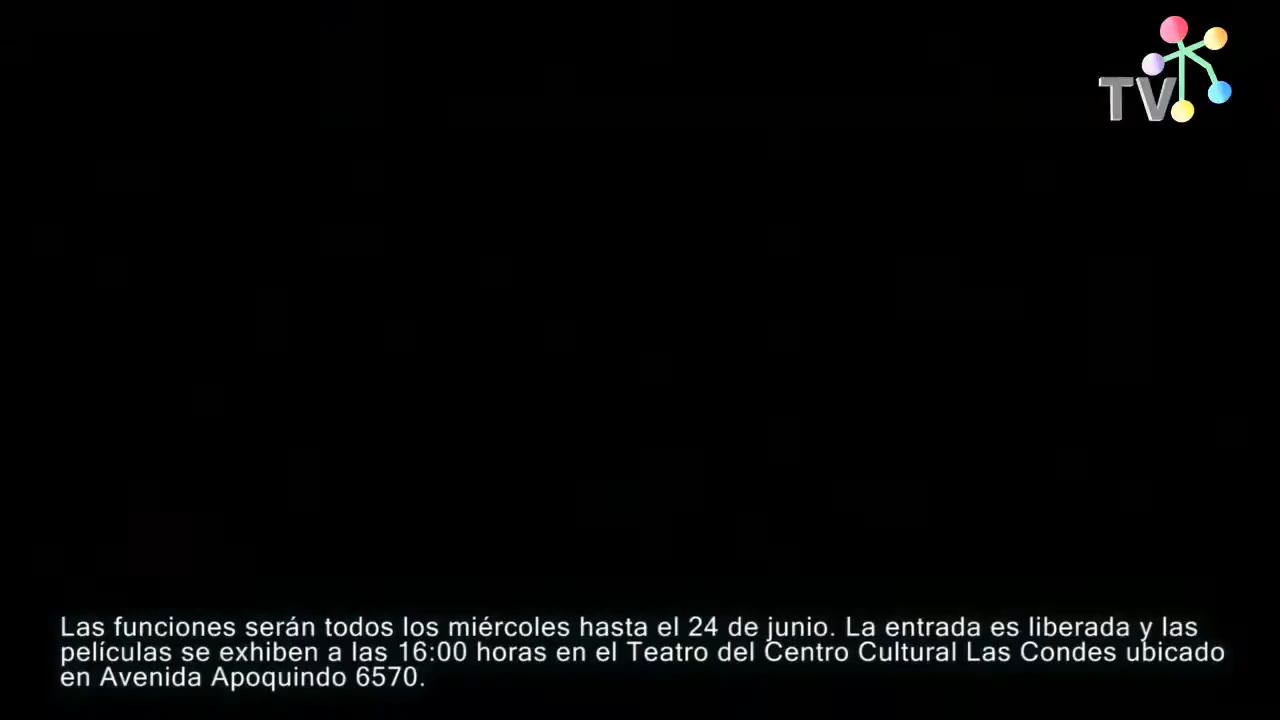 TV
Las funciones serán todos los miércoles hasta el 24 de junio. La entrada es liberada y las
películas se exhiben a las 16:00 horas en el Teatro del Centro Cultural Las Condes ubicado
en Avenida Apoquindo 6570.